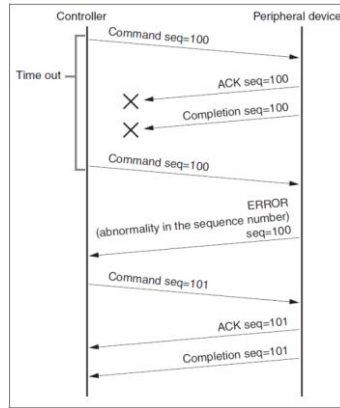 Controller
Peripheral device
Command seq=100
Time out
ACK seq=100
Completion seq=100
Command seq=100
ERROR
(abnormality in the sequence number)
seq=100
Command seq=101
ACK seq=101
Completion seq=101